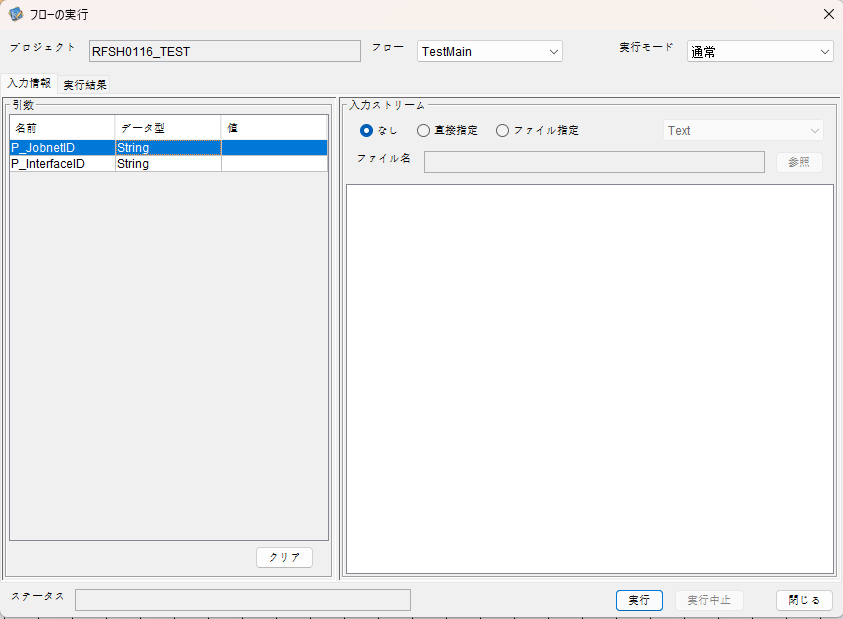 フローの実行
プロジェクト RFSH0116_TEST フロー TestMain 実行モード 通常
入力情報 実行結果
引数
名前 データ型 値
P_JobnetID String
P_InterfaceID String
クリア
入力ストリーム
なし 直接指定 ファイル指定 Text
ファイル名 参照
ステータス 実行 実行中止 閉じる